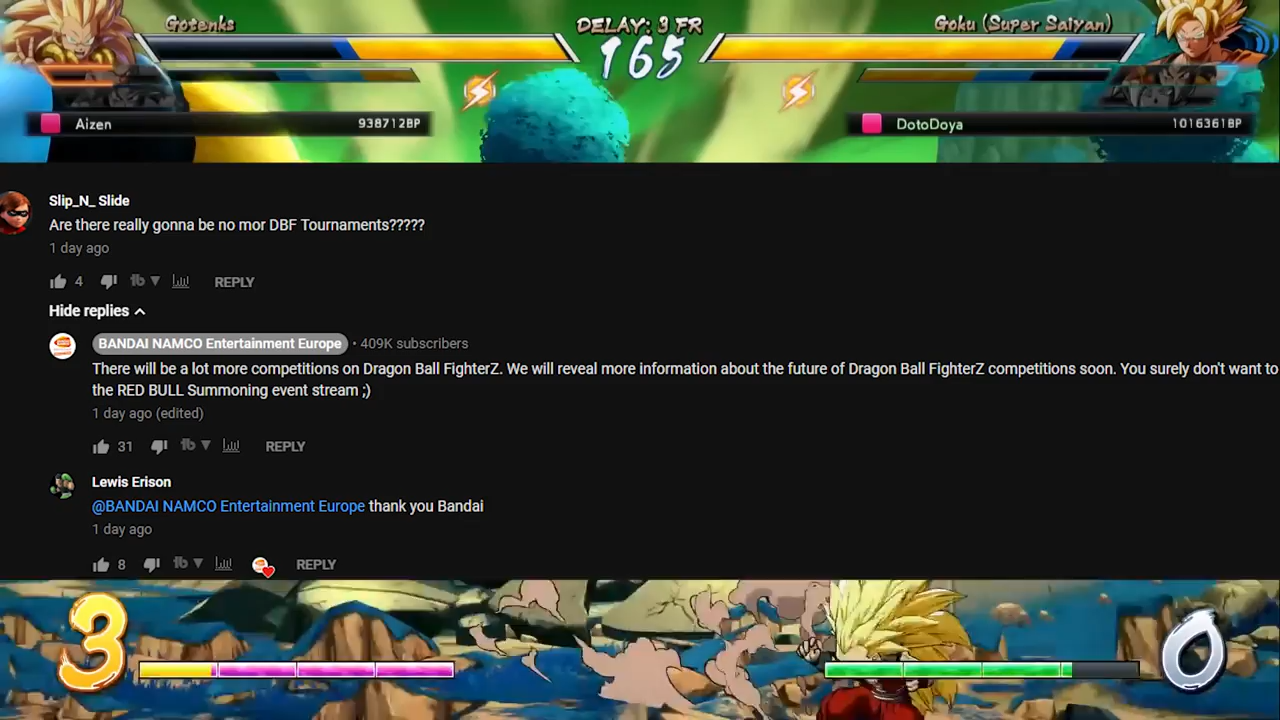 Gotenks
DELAY: 3 FR
Goku (Super Saiyan)
165
Aizen
938712BP
DotoDoya
1016361BP
Slip_N_ Slide
Are there really gonna be no mor DBF Tournaments?????
1 day ago
4
REPLY
Hide replies
BANDAI NAMCO Entertainment Europe • 409K subscribers
There will be a lot more competitions on Dragon Ball FighterZ. We will reveal more information about the future of Dragon Ball FighterZ competitions soon. You surely don't want to
the RED BULL Summoning event stream ;)
1 day ago (edited)
31
REPLY
Lewis Erison
@BANDAI NAMCO Entertainment Europe thank you Bandai
1 day ago
8
REPLY
3
0